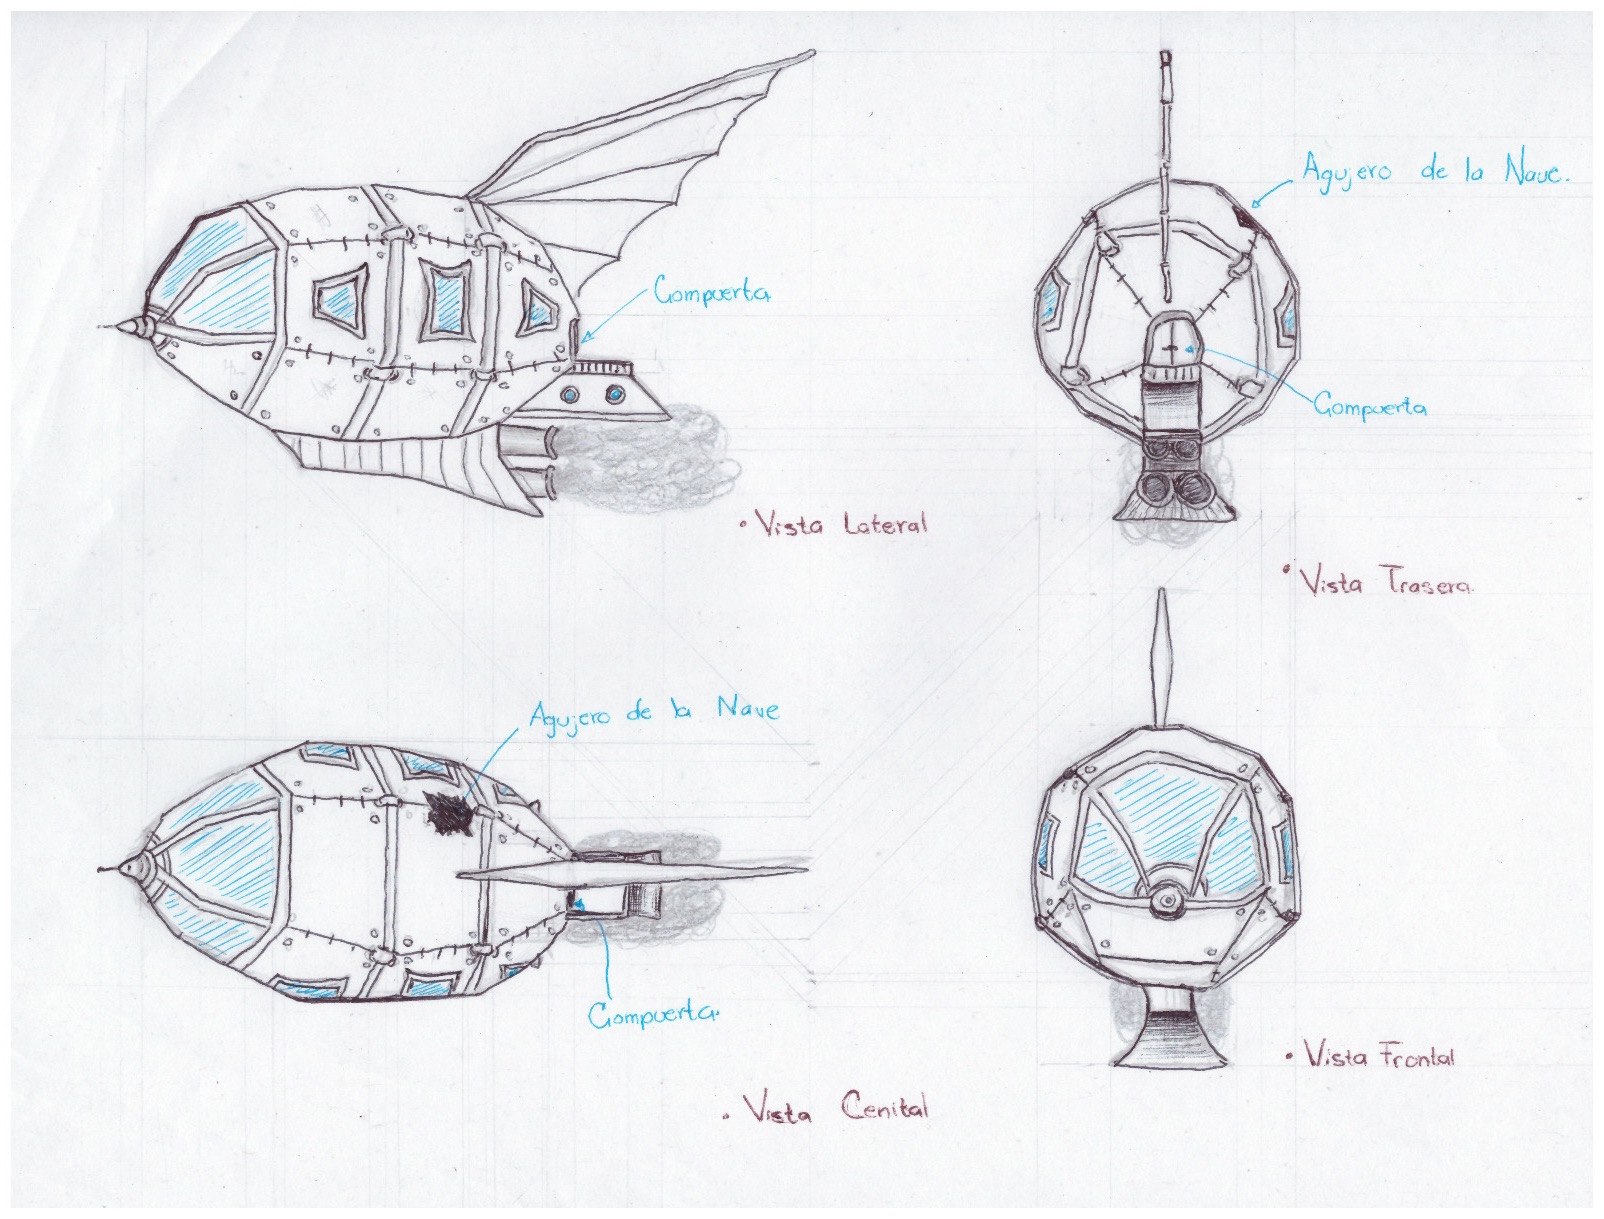 Compuerta
Agujero de la Nave.
Compuerta
• Vista Lateral
• Vista Trasera.
Agujero de la Nave
Compuerta.
• Vista Frontal
• Vista Cenital